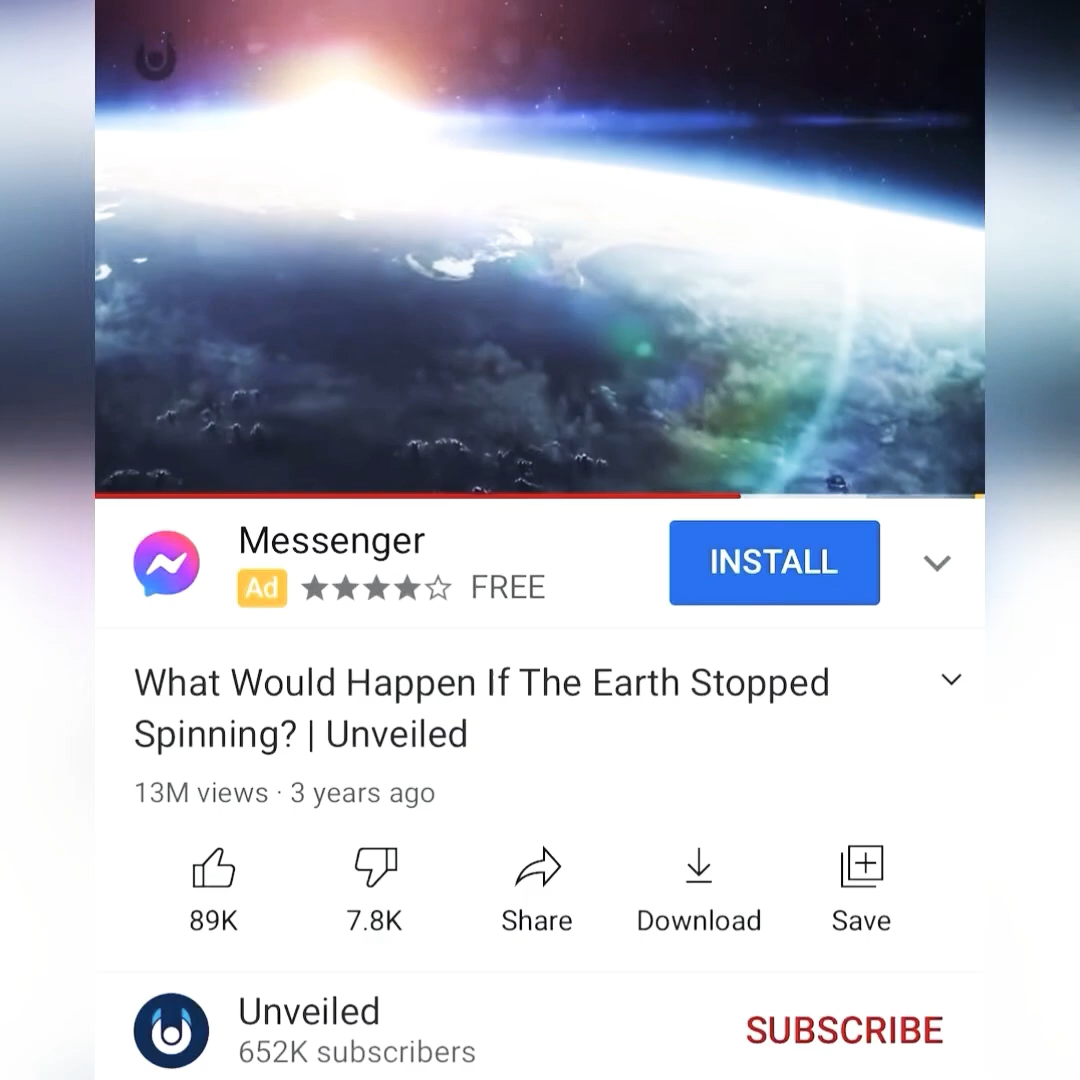 Messenger
INSTALL
Ad FREE
What Would Happen If The Earth Stopped
Spinning? | Unveiled
13M views · 3 years ago
89K 7.8K Share Download Save
Unveiled
652K subscribers
SUBSCRIBE